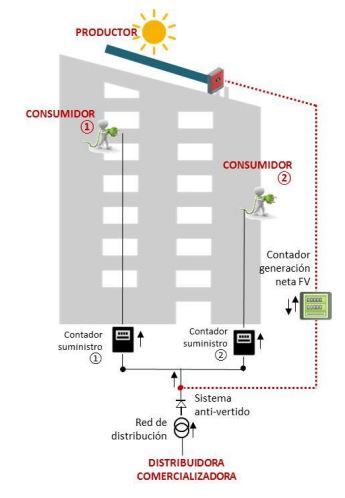 PRODUCTOR
CONSUMIDOR
①
CONSUMIDOR
②
Contador
generación
neta FV
Contador
suministro
①
Contador
suministro
②
Sistema
anti-vertido
Red de
distribución
DISTRIBUIDORA
COMERCIALIZADORA